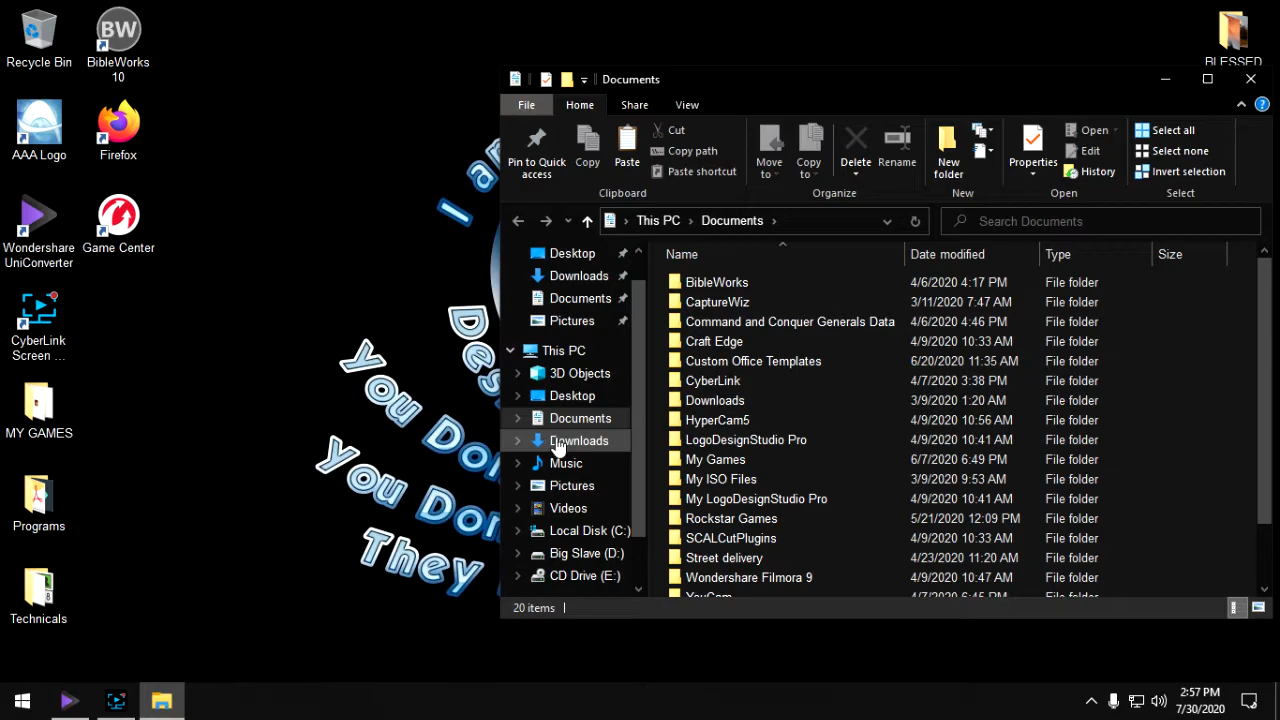 Recycle Bin
BW
BibleWorks
10
AAA Logo
Firefox
Wondershare
UniConverter
Game Center
CyberLink
Screen ...
MY GAMES
Programs
Technicals
BLESSED
I
You
You Don
They
Documents
File
Home
Share
View
Pin to Quick
access
Copy
Paste
Cut
Copy path
Paste shortcut
Clipboard
Move
to
Copy
to
Delete
Rename
Organize
New
folder
New
Properties
Open
Edit
History
Open
Select all
Select none
Invert selection
Select
This PC
Documents
Search Documents
Desktop
Downloads
Documents
Pictures
This PC
3D Objects
Desktop
Documents
Downloads
Music
Pictures
Videos
Local Disk (C:)
Big Slave (D:)
CD Drive (E:)
Name Date modified Type Size
BibleWorks 4/6/2020 4:17 PM File folder
CaptureWiz 3/11/2020 7:47 AM File folder
Command and Conquer Generals Data 4/6/2020 4:46 PM File folder
Craft Edge 4/9/2020 10:33 AM File folder
Custom Office Templates 6/20/2020 11:35 AM File folder
CyberLink 4/7/2020 3:38 PM File folder
Downloads 3/9/2020 1:20 AM File folder
HyperCam5 4/9/2020 10:56 AM File folder
LogoDesignStudio Pro 4/9/2020 10:41 AM File folder
My Games 6/7/2020 6:49 PM File folder
My ISO Files 3/9/2020 9:53 AM File folder
My LogoDesignStudio Pro 4/9/2020 10:41 AM File folder
Rockstar Games 5/21/2020 12:09 PM File folder
SCALCutPlugins 4/9/2020 10:33 AM File folder
Street delivery 4/23/2020 11:20 AM File folder
Wondershare Filmora 9 4/9/2020 10:47 AM File folder
YouCam 4/7/2020 6:45 PM File folder
20 items
2:57 PM
7/30/2020